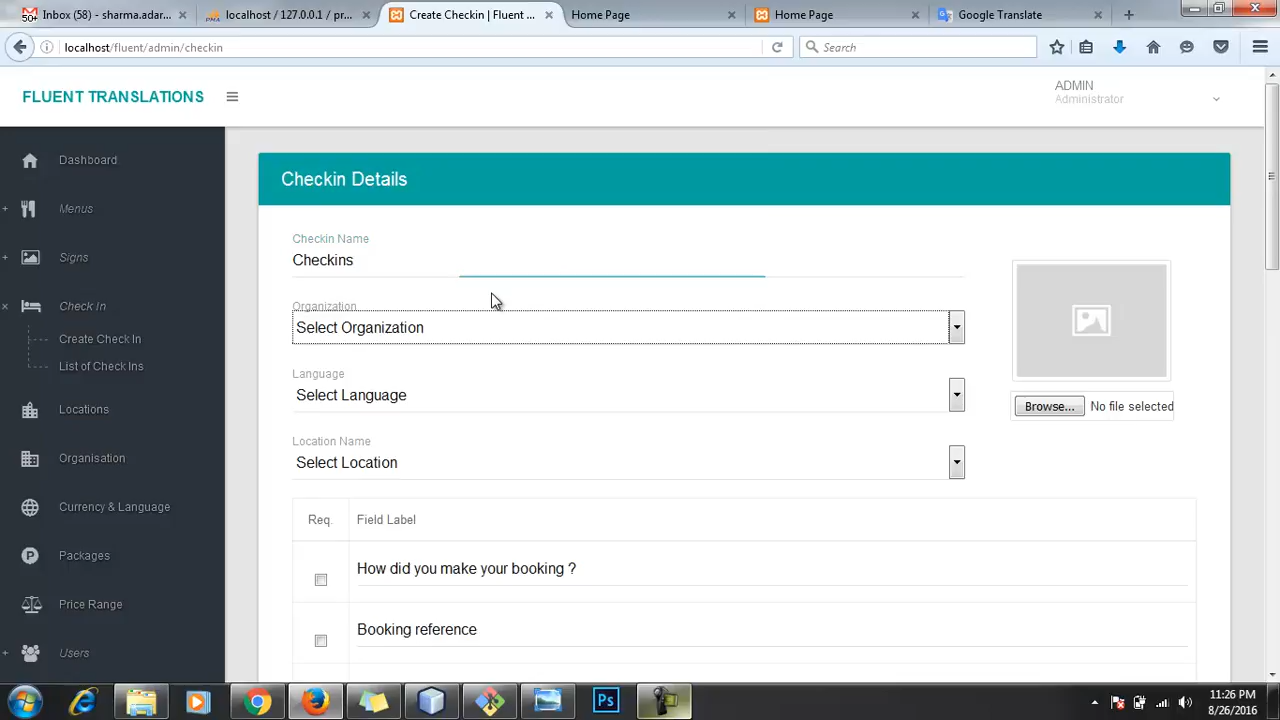 50+
Inbox (58) - sharma.adar...
localhost / 127.0.0.1 / pr...
Create Checkin | Fluent ...
Home Page
Home Page
Google Translate
localhost/fluent/admin/checkin
Search
FLUENT TRANSLATIONS
ADMIN
Administrator
Dashboard
Menus
Signs
Check In
Create Check In
List of Check Ins
Locations
Organisation
Currency & Language
Packages
Price Range
Users
Checkin Details
Checkin Name
Checkins
Organization
Select Organization
Language
Select Language
Location Name
Select Location
Browse...
No file selected
Req.
Field Label
How did you make your booking ?
Booking reference
Ps
11:26 PM
8/26/2016